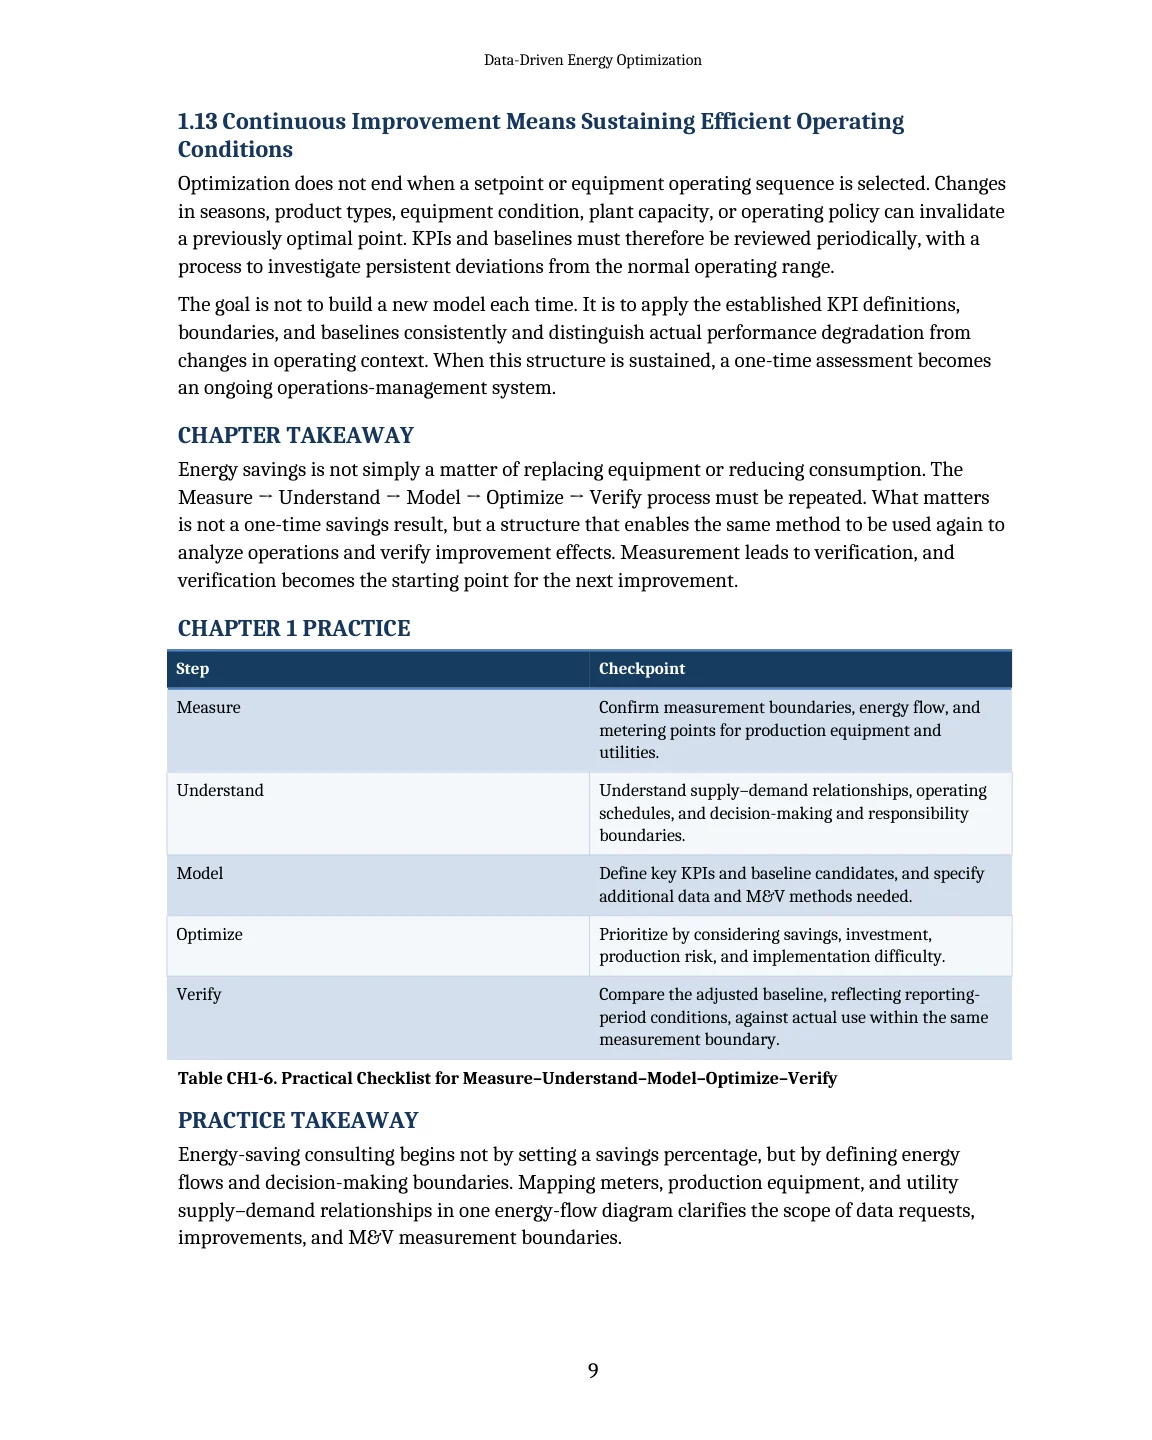 Data-Driven Energy Optimization
1.13 Continuous Improvement Means Sustaining Efficient Operating
Conditions
Optimization does not end when a setpoint or equipment operating sequence is selected. Changes
in seasons, product types, equipment condition, plant capacity, or operating policy can invalidate
a previously optimal point. KPIs and baselines must therefore be reviewed periodically, with a
process to investigate persistent deviations from the normal operating range.
The goal is not to build a new model each time. It is to apply the established KPI definitions,
boundaries, and baselines consistently and distinguish actual performance degradation from
changes in operating context. When this structure is sustained, a one-time assessment becomes
an ongoing operations-management system.
CHAPTER TAKEAWAY
Energy savings is not simply a matter of replacing equipment or reducing consumption. The
Measure → Understand → Model → Optimize → Verify process must be repeated. What matters
is not a one-time savings result, but a structure that enables the same method to be used again to
analyze operations and verify improvement effects. Measurement leads to verification, and
verification becomes the starting point for the next improvement.
CHAPTER 1 PRACTICE
Step Checkpoint
Measure Confirm measurement boundaries, energy flow, and
metering points for production equipment and
utilities.
Understand Understand supply–demand relationships, operating
schedules, and decision-making and responsibility
boundaries.
Model Define key KPIs and baseline candidates, and specify
additional data and M&V methods needed.
Optimize Prioritize by considering savings, investment,
production risk, and implementation difficulty.
Verify Compare the adjusted baseline, reflecting reporting-
period conditions, against actual use within the same
measurement boundary.
Table CH1-6. Practical Checklist for Measure–Understand–Model–Optimize–Verify
PRACTICE TAKEAWAY
Energy-saving consulting begins not by setting a savings percentage, but by defining energy
flows and decision-making boundaries. Mapping meters, production equipment, and utility
supply–demand relationships in one energy-flow diagram clarifies the scope of data requests,
improvements, and M&V measurement boundaries.
9